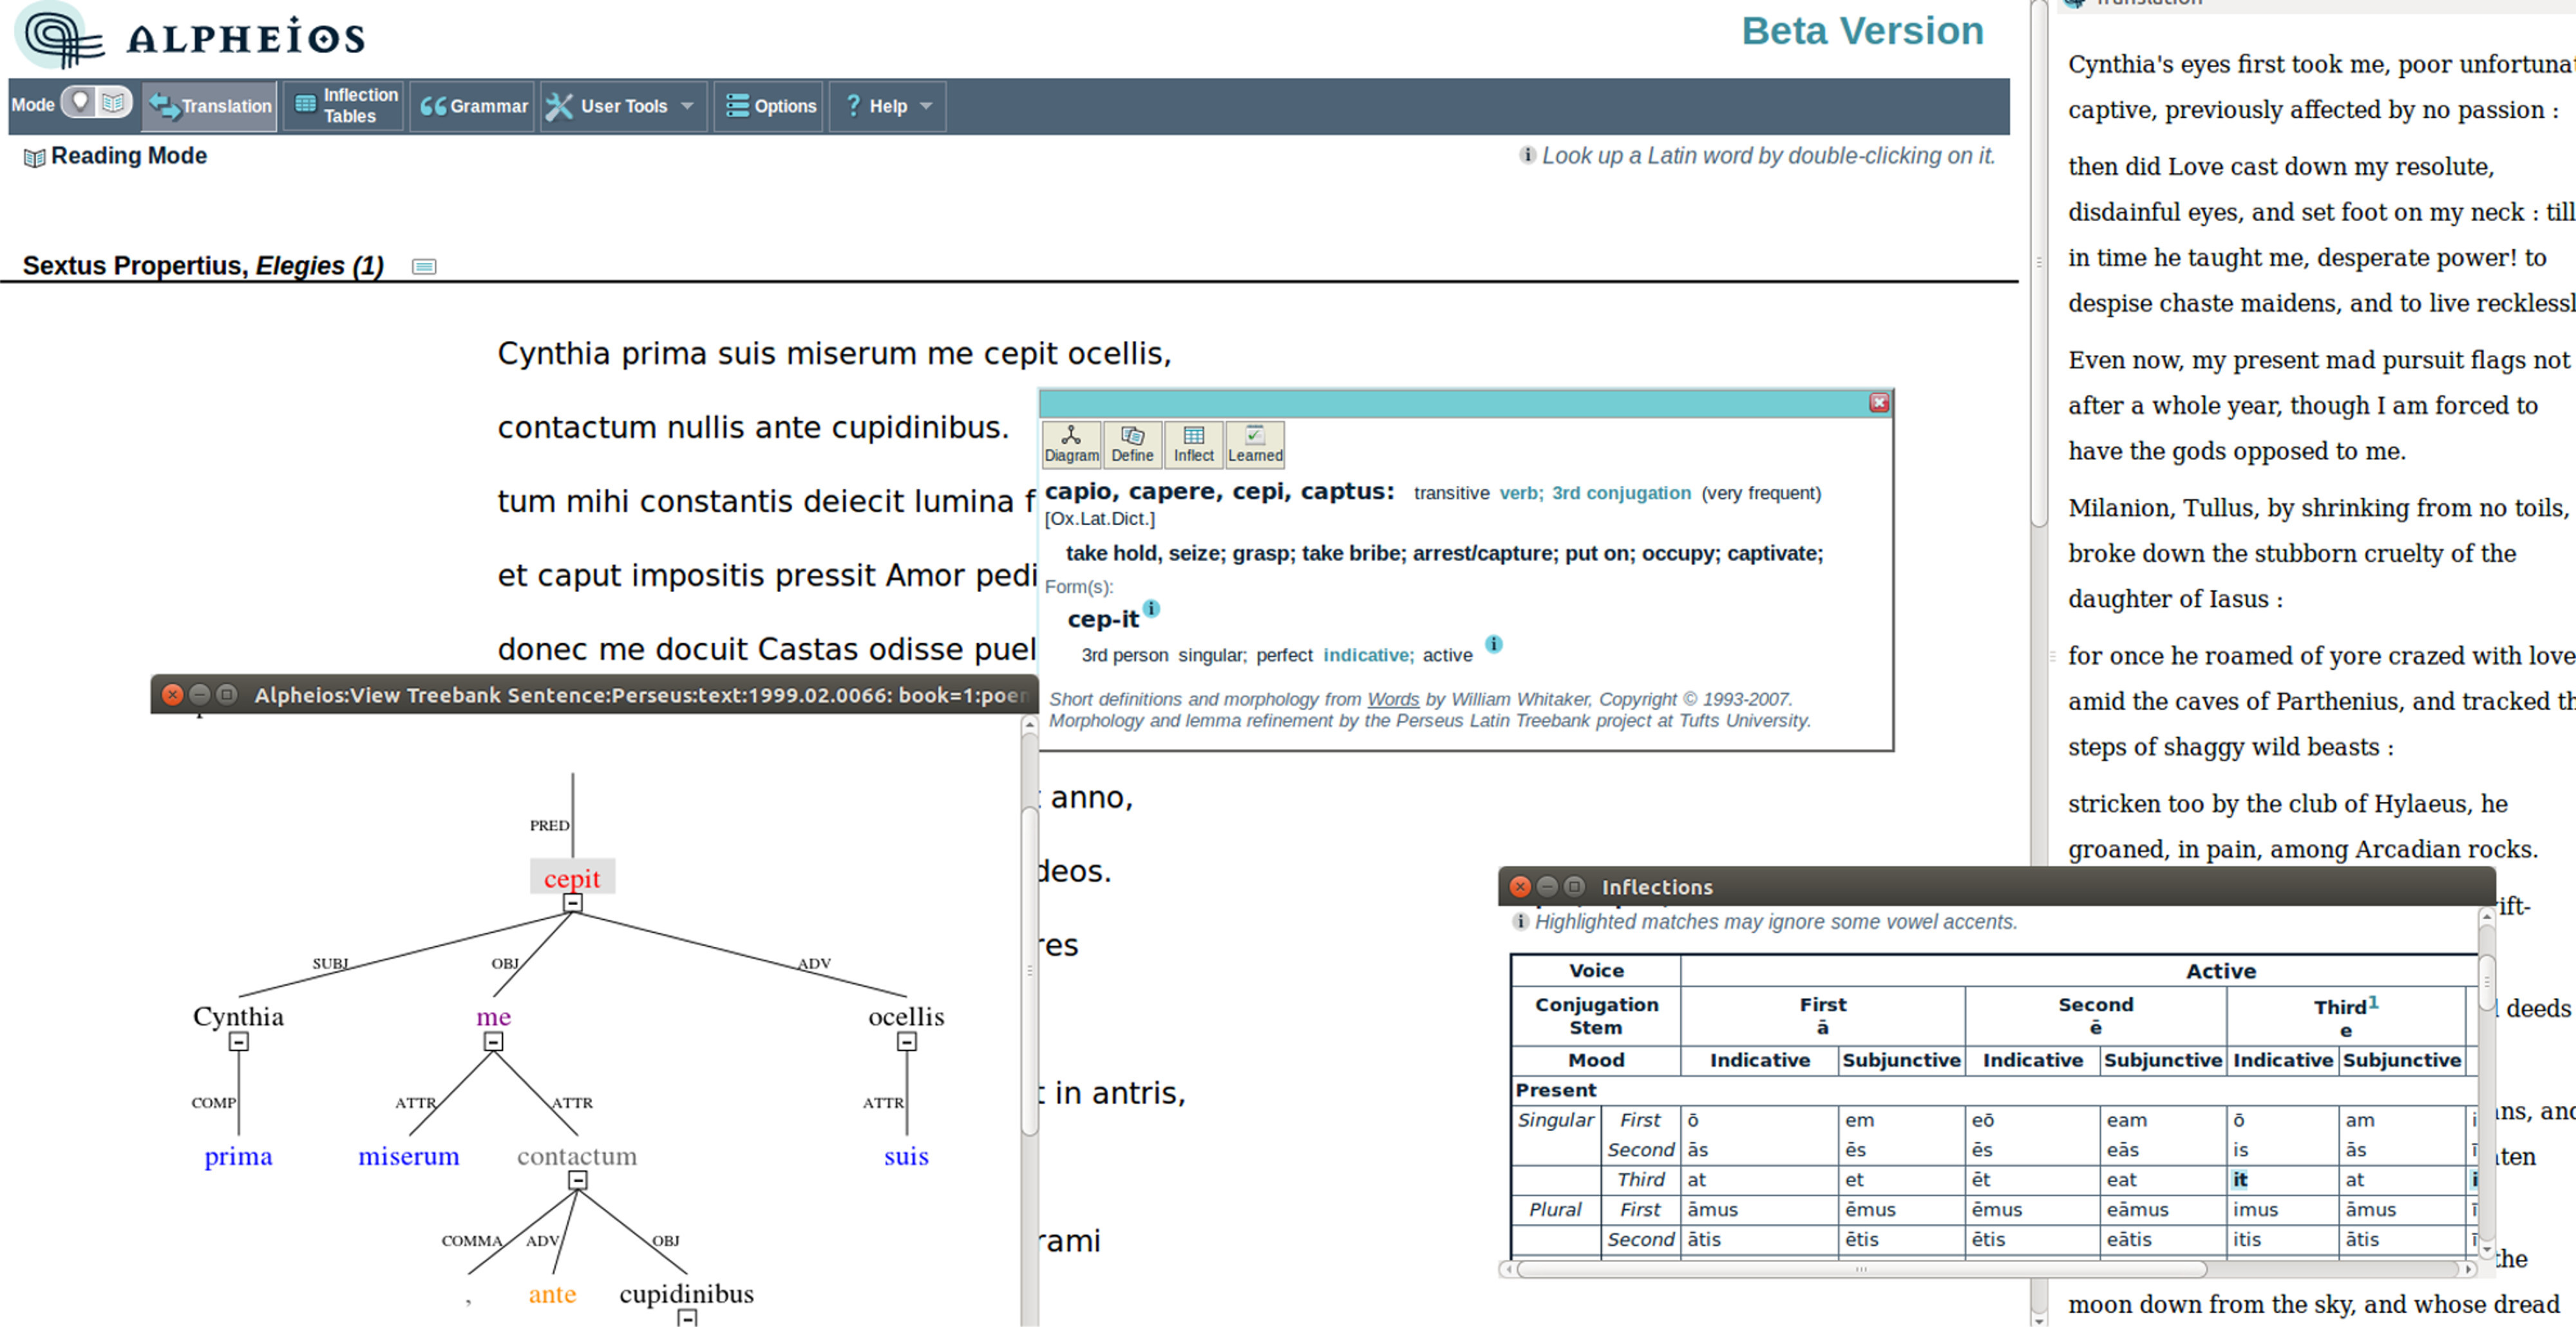 ALPHEIOS
Beta Version
Mode Translation Inflection Tables Grammar User Tools Options ? Help
Reading Mode
i Look up a Latin word by double-clicking on it.
Sextus Propertius, Elegies (1)
Cynthia prima suis miserum me cepit ocellis,
contactum nullis ante cupidinibus.
tum mihi constantis deiecit lumina f
et caput impositis pressit Amor pedi
donec me docuit Castas odisse puel
anno,
deos.
res
t in antris,
rami
Diagram Define Inflect Learned
capio, capere, cepi, captus: transitive verb; 3rd conjugation (very frequent)
[Ox.Lat.Dict.]
take hold, seize; grasp; take bribe; arrest/capture; put on; occupy; captivate;
Form(s):
cep-it i
3rd person singular; perfect indicative; active i
Short definitions and morphology from Words by William Whitaker, Copyright © 1993-2007.
Morphology and lemma refinement by the Perseus Latin Treebank project at Tufts University.
Alpheios:View Treebank Sentence:Perseus:text:1999.02.0066: book=1:poem
PRED
cepit
SUBJ OBJ ADV
Cynthia me ocellis
COMP ATTR ATTR ATTR
prima miserum contactum suis
COMMA ADV OBJ
, ante cupidinibus
Inflections
i Highlighted matches may ignore some vowel accents.
Voice Active
Conjugation Stem First ā Second ē Third1 e
Mood Indicative Subjunctive Indicative Subjunctive Indicative Subjunctive
Present
Singular First ō em eō eam ō am i
Second ās ēs ēs eās is ās ī
Third at et ēt eat it at i
Plural First āmus ēmus ēmus eāmus imus āmus ī
Second ātis ētis ētis eātis itis ātis ī
Translation
Cynthia's eyes first took me, poor unfortunat
captive, previously affected by no passion :
then did Love cast down my resolute,
disdainful eyes, and set foot on my neck : till
in time he taught me, desperate power! to
despise chaste maidens, and to live recklessl
Even now, my present mad pursuit flags not
after a whole year, though I am forced to
have the gods opposed to me.
Milanion, Tullus, by shrinking from no toils,
broke down the stubborn cruelty of the
daughter of Iasus :
for once he roamed of yore crazed with love
amid the caves of Parthenius, and tracked th
steps of shaggy wild beasts :
stricken too by the club of Hylaeus, he
groaned, in pain, among Arcadian rocks.
ift-
deeds
ns, and
ten
the
moon down from the sky, and whose dread